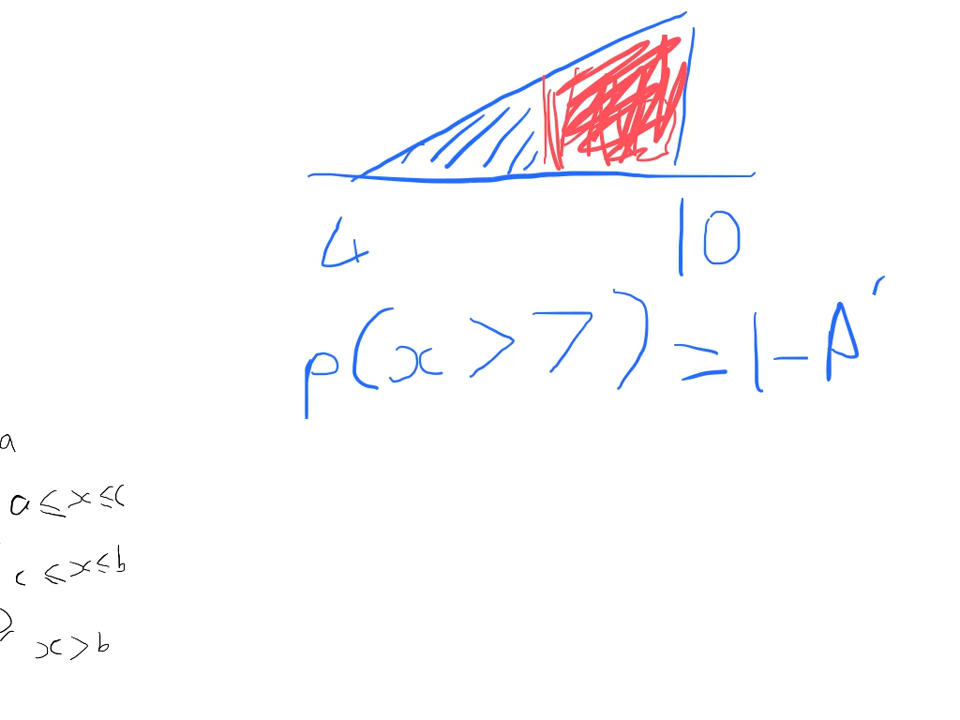 4 10
p(x > 7) = 1 - A'
a
a ≤ x ≤ c
c ≤ x ≤ b
x > b